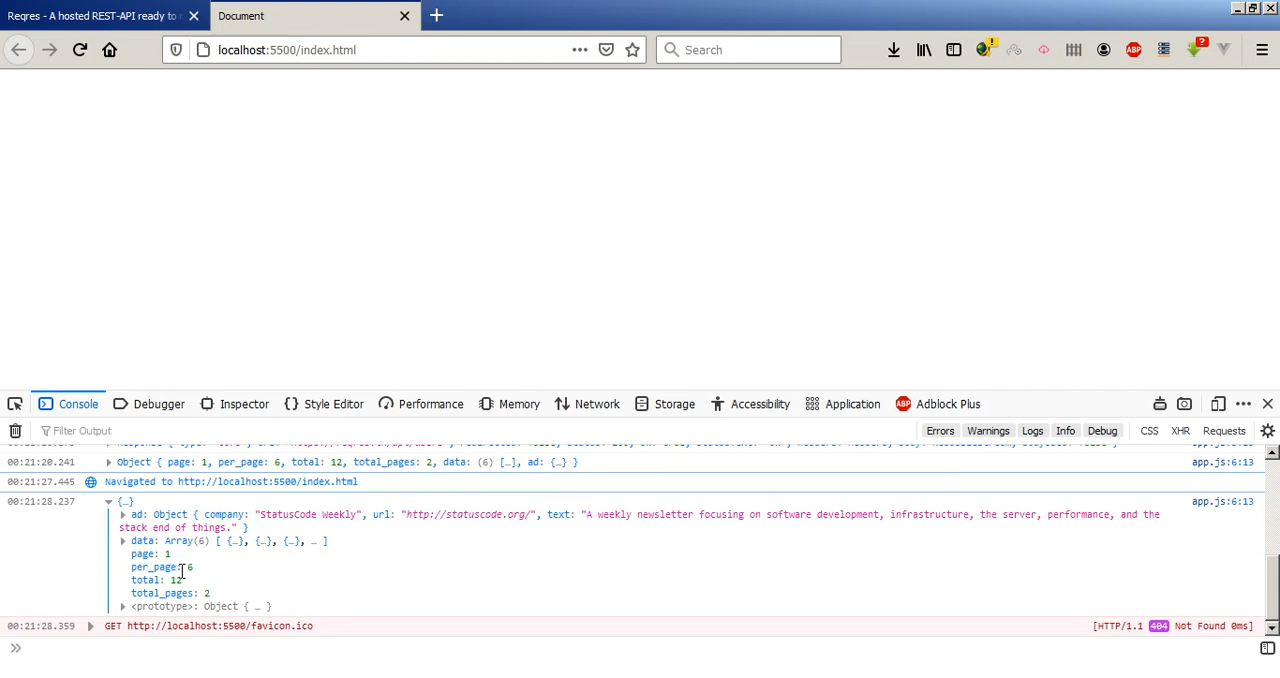 Reqres - A hosted REST-API ready to
Document
localhost:5500/index.html
Search
ABP
?
Console
Debugger
Inspector
Style Editor
Performance
Memory
Network
Storage
Accessibility
Application
ABP Adblock Plus
Filter Output
Errors
Warnings
Logs
Info
Debug
CSS
XHR
Requests
00:21:20.241 Object { page: 1, per_page: 6, total: 12, total_pages: 2, data: (6) […], ad: {…} } app.js:6:13
00:21:27.445 Navigated to http://localhost:5500/index.html
00:21:28.237 {…} app.js:6:13
ad: Object { company: "StatusCode Weekly", url: "http://statuscode.org/", text: "A weekly newsletter focusing on software development, infrastructure, the server, performance, and the
stack end of things." }
data: Array(6) [ {…}, {…}, {…}, … ]
page: 1
per_page: 6
total: 12
total_pages: 2
<prototype>: Object { … }
00:21:28.359 GET http://localhost:5500/favicon.ico [HTTP/1.1 404 Not Found 0ms]